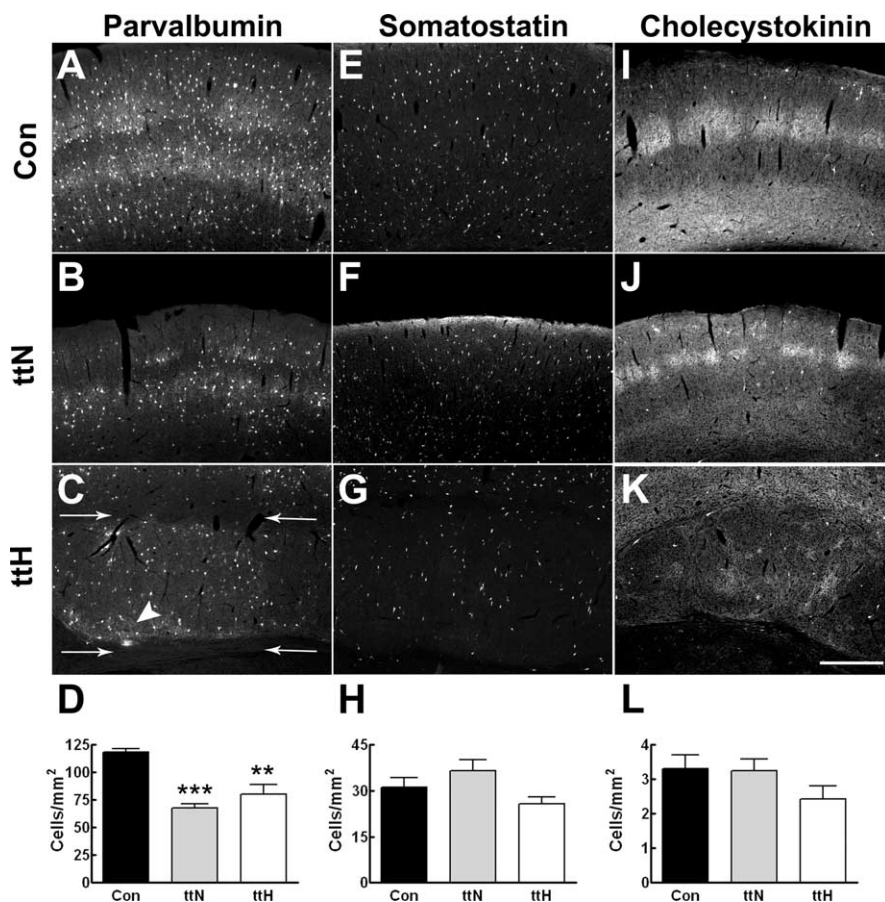 Parvalbumin Somatostatin Cholecystokinin
Con
A E I
ttN
B F J
ttH
C G K
D H L
Cells/mm²
125
100
75
50
25
0
***
**
Con ttN ttH
Cells/mm²
45
30
15
0
Con ttN ttH
Cells/mm²
4
3
2
1
0
Con ttN ttH